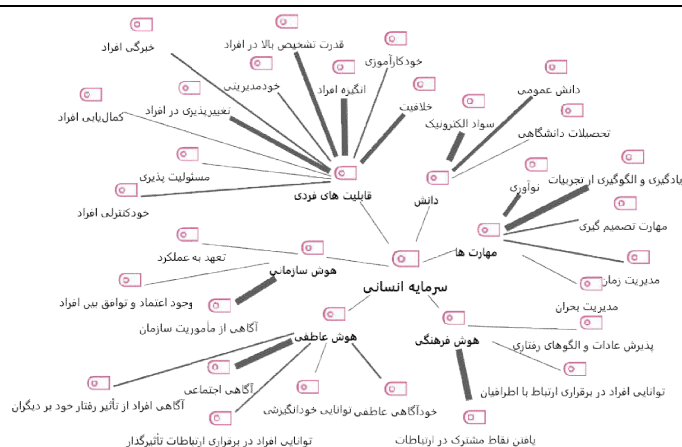 قدرت تشخیص بالا در افراد
خبرگی افراد
خودکارآموزی
خودمدیریتی
انگیزه افراد
دانش عمومی
تغییرپذیری در افراد
خلاقیت
کمال‌یابی افراد
سواد الکترونیک
تحصیلات دانشگاهی
مسئولیت پذیری
یادگیری و الگوگیری از تجربیات
نوآوری
قابلیت های فردی
دانش
خودکنترلی افراد
مهارت تصمیم گیری
مهارت ها
تعهد به عملکرد
هوش سازمانی
مدیریت زمان
سرمایه انسانی
وجود اعتماد و توافق بین افراد
مدیریت بحران
آگاهی از مأموریت سازمان
هوش عاطفی
هوش فرهنگی
پذیرش عادات و الگوهای رفتاری
آگاهی اجتماعی
توانایی افراد در برقراری ارتباط با اطرافیان
آگاهی افراد از تأثیر رفتار خود بر دیگران
توانایی خودانگیزشی
خودآگاهی عاطفی
توانایی افراد در برقراری ارتباطات تأثیرگذار
یافتن نقاط مشترک در ارتباطات